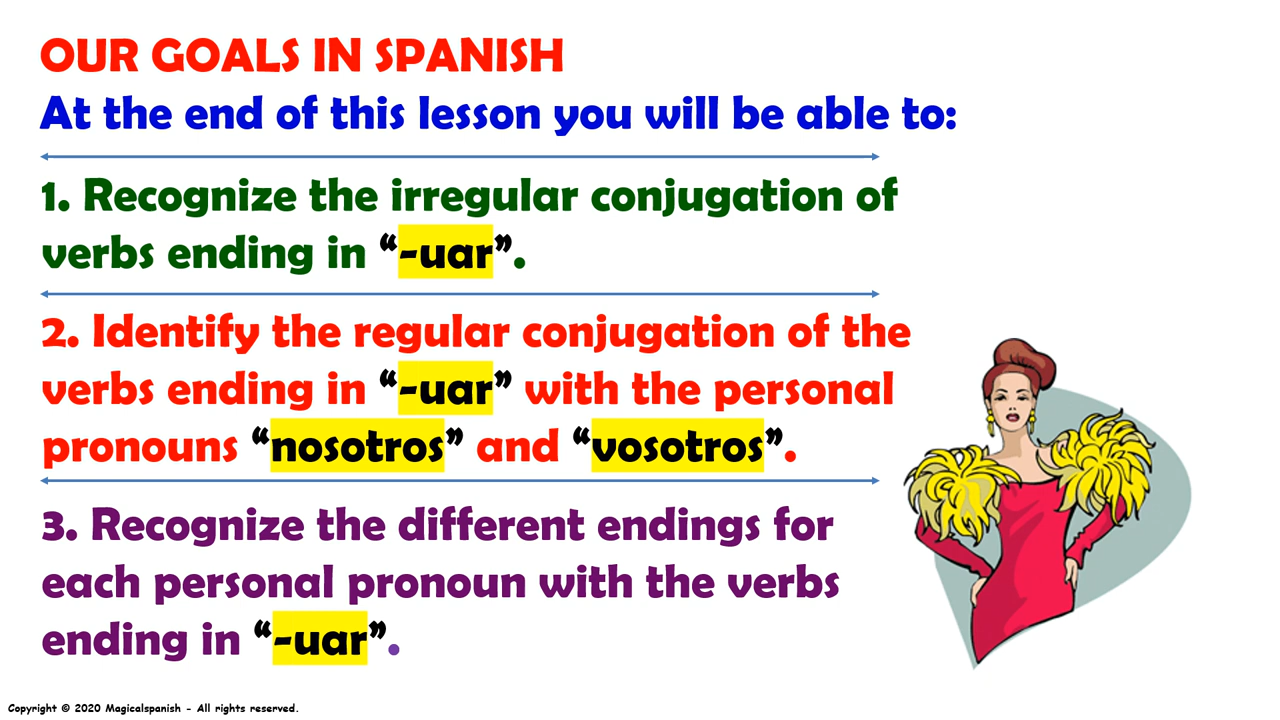 OUR GOALS IN SPANISH
At the end of this lesson you will be able to:
1. Recognize the irregular conjugation of
verbs ending in “-uar”.
2. Identify the regular conjugation of the
verbs ending in “-uar” with the personal
pronouns “nosotros” and “vosotros”.
3. Recognize the different endings for
each personal pronoun with the verbs
ending in “-uar”.
Copyright © 2020 Magicalspanish - All rights reserved.